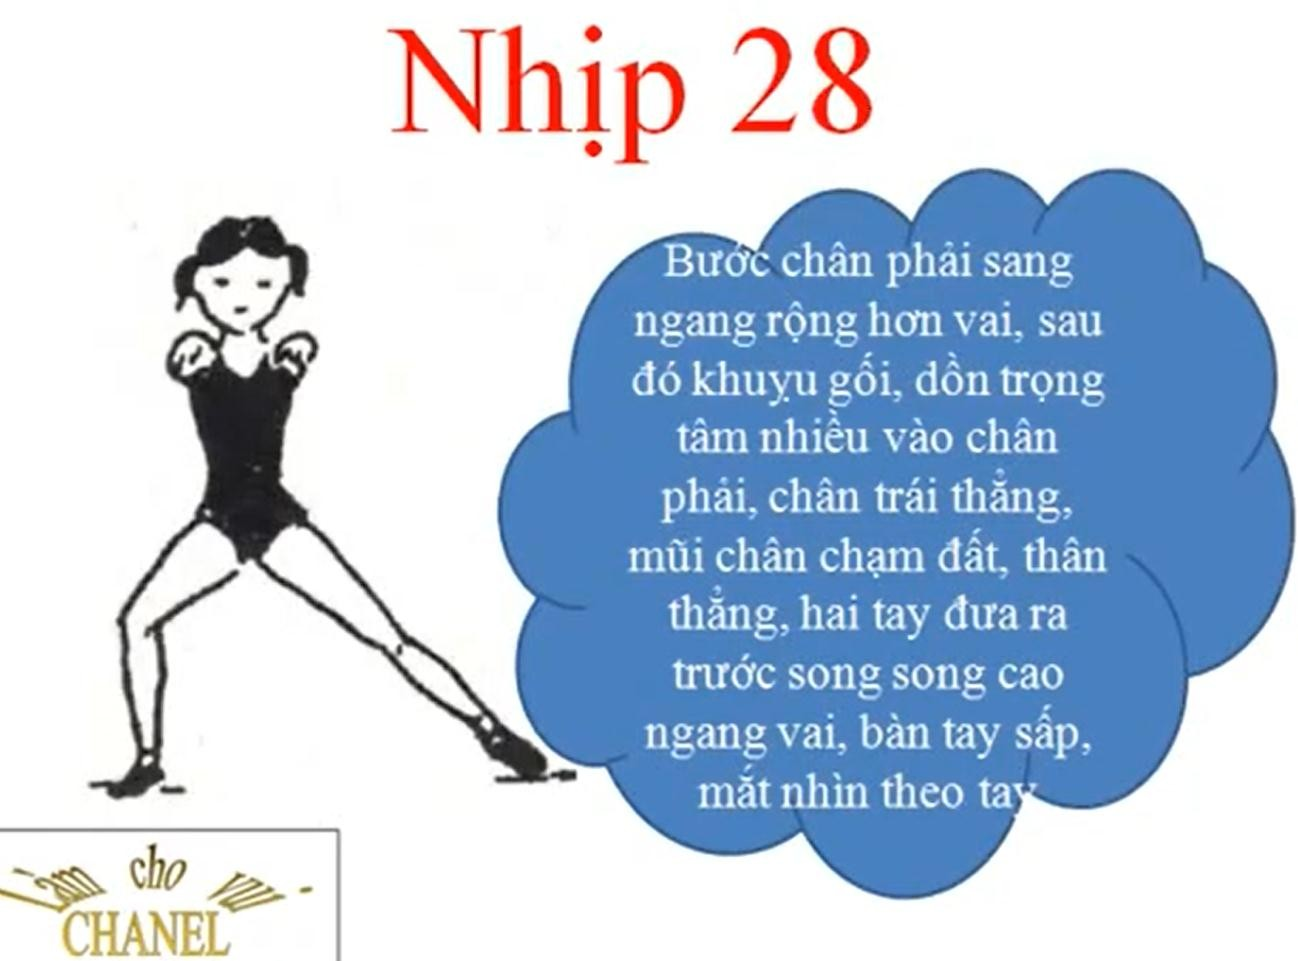 Nhịp 28
Bước chân phải sang
ngang rộng hơn vai, sau
đó khuỵu gối, dồn trọng
tâm nhiều vào chân
phải, chân trái thẳng,
mũi chân chạm đất, thân
thẳng, hai tay đưa ra
trước song song cao
ngang vai, bàn tay sấp,
mắt nhìn theo tay
Làm cho vui -
CHANEL